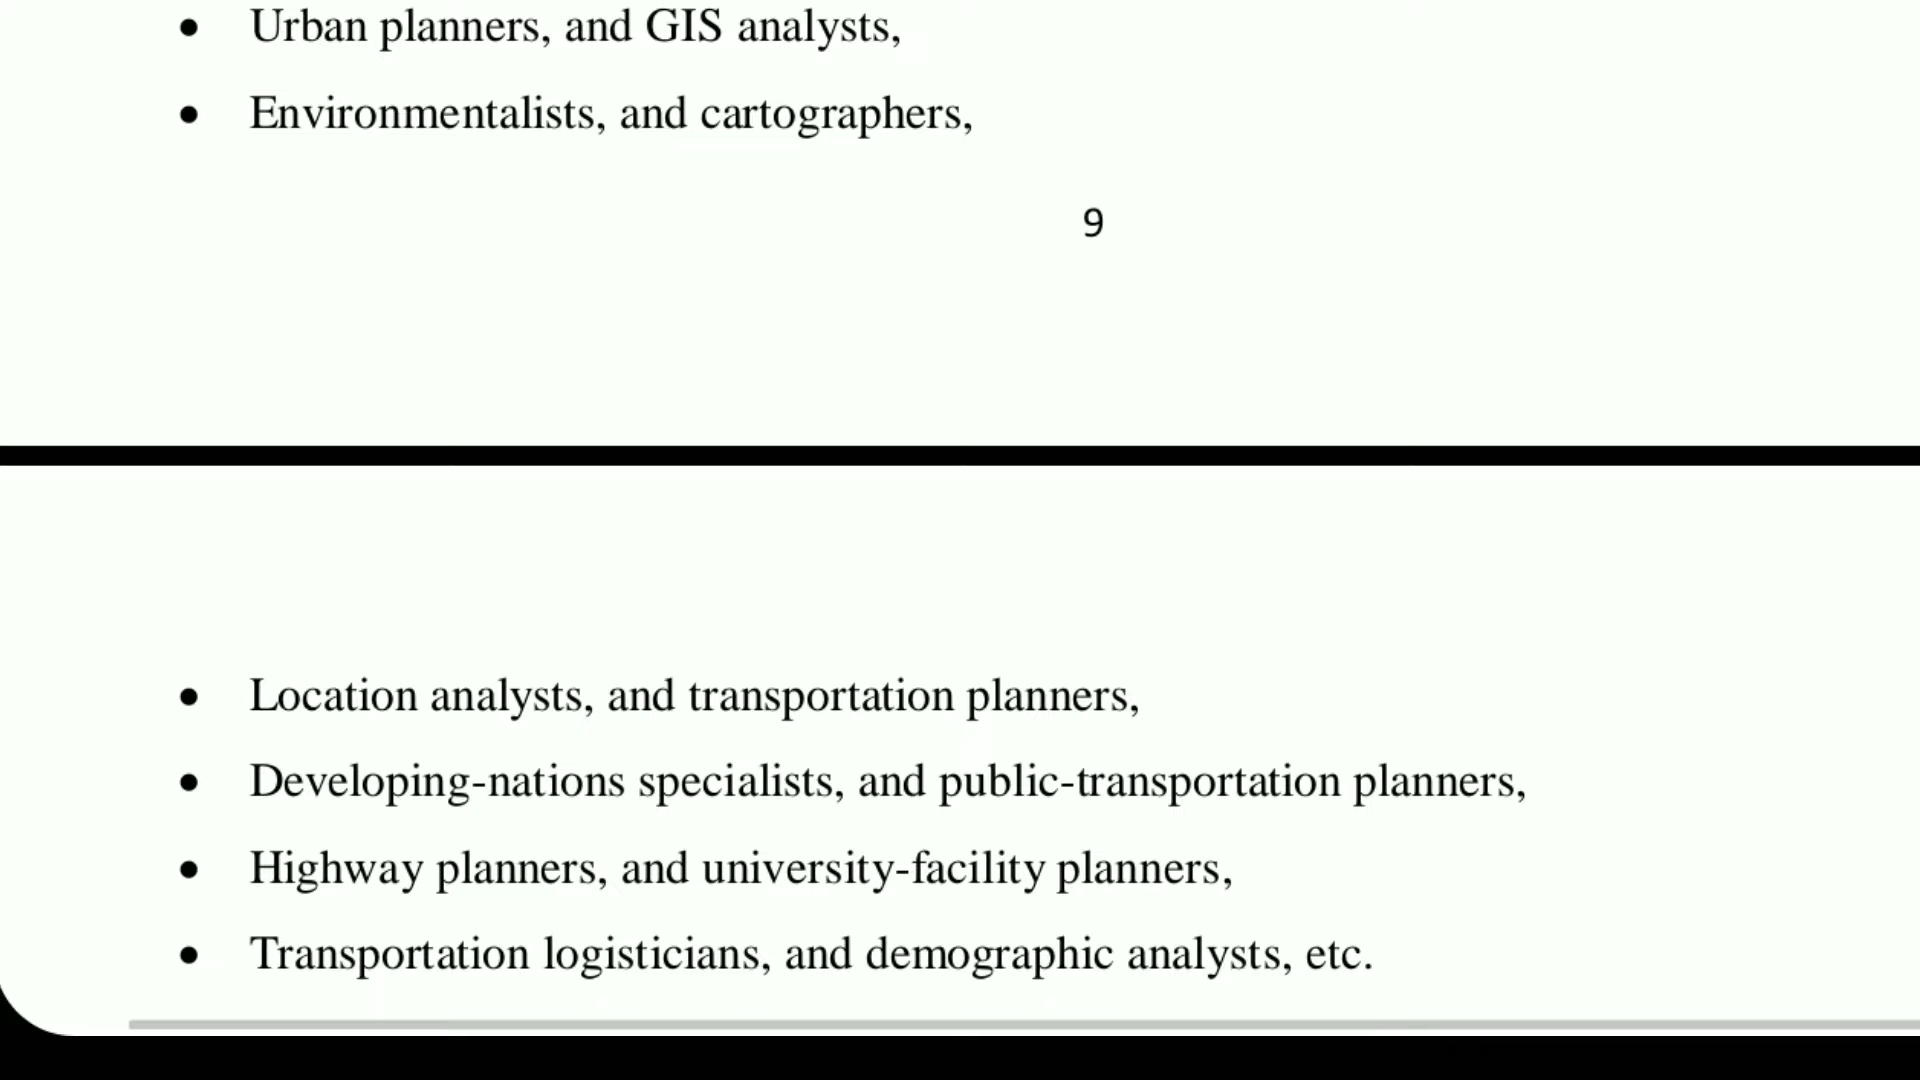 • Urban planners, and GIS analysts,
• Environmentalists, and cartographers,
9
• Location analysts, and transportation planners,
• Developing-nations specialists, and public-transportation planners,
• Highway planners, and university-facility planners,
• Transportation logisticians, and demographic analysts, etc.